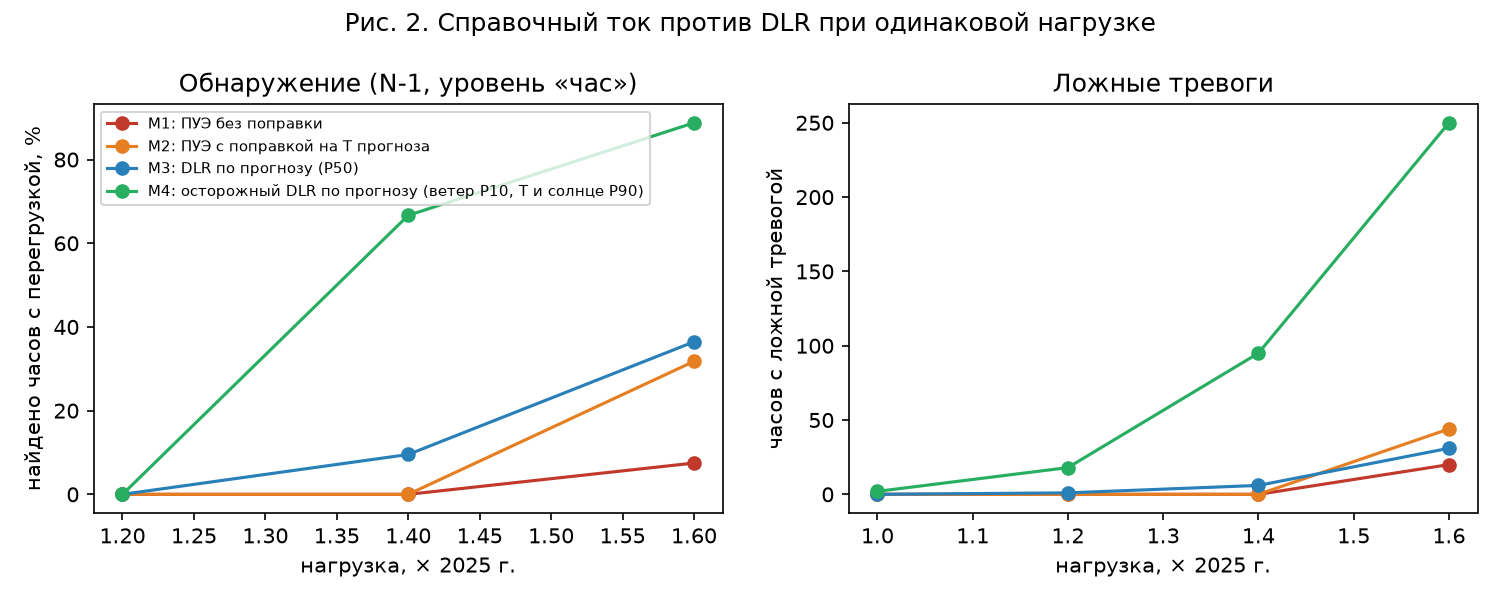 Рис. 2. Справочный ток против DLR при одинаковой нагрузке
Обнаружение (N-1, уровень «час»)
найдено часов с перегрузкой, %
80
60
40
20
0
M1: ПУЭ без поправки
M2: ПУЭ с поправкой на T прогноза
M3: DLR по прогнозу (P50)
M4: осторожный DLR по прогнозу (ветер P10, T и солнце P90)
1.20 1.25 1.30 1.35 1.40 1.45 1.50 1.55 1.60
нагрузка, × 2025 г.
Ложные тревоги
часов с ложной тревогой
250
200
150
100
50
0
1.0 1.1 1.2 1.3 1.4 1.5 1.6
нагрузка, × 2025 г.